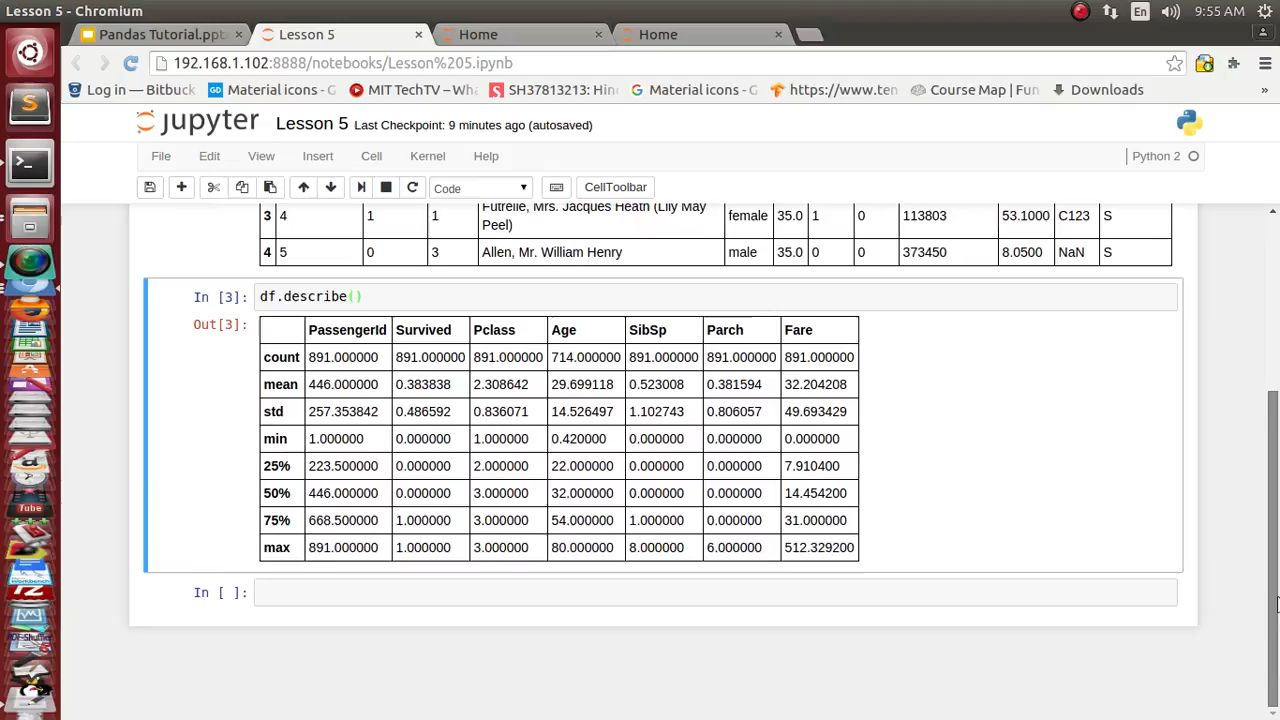 Lesson 5 - Chromium
En
9:55 AM
Pandas Tutorial.ppt
Lesson 5
Home
Home
192.168.1.102:8888/notebooks/Lesson%205.ipynb
Log in — Bitbuck
Material icons - G
MIT TechTV – Wha
SH37813213: Hin
Material icons - G
https://www.ten
Course Map | Fun
Downloads
»
jupyter Lesson 5 Last Checkpoint: 9 minutes ago (autosaved)
File Edit View Insert Cell Kernel Help
Python 2
Code
CellToolbar
3 4 1 1 Futrelle, Mrs. Jacques Heath (Lily May Peel) female 35.0 1 0 113803 53.1000 C123 S
4 5 0 3 Allen, Mr. William Henry male 35.0 0 0 373450 8.0500 NaN S
In [3]: df.describe()
Out[3]:
PassengerId Survived Pclass Age SibSp Parch Fare
count 891.000000 891.000000 891.000000 714.000000 891.000000 891.000000 891.000000
mean 446.000000 0.383838 2.308642 29.699118 0.523008 0.381594 32.204208
std 257.353842 0.486592 0.836071 14.526497 1.102743 0.806057 49.693429
min 1.000000 0.000000 1.000000 0.420000 0.000000 0.000000 0.000000
25% 223.500000 0.000000 2.000000 22.000000 0.000000 0.000000 7.910400
50% 446.000000 0.000000 3.000000 32.000000 0.000000 0.000000 14.454200
75% 668.500000 1.000000 3.000000 54.000000 1.000000 0.000000 31.000000
max 891.000000 1.000000 3.000000 80.000000 8.000000 6.000000 512.329200
In [ ]: